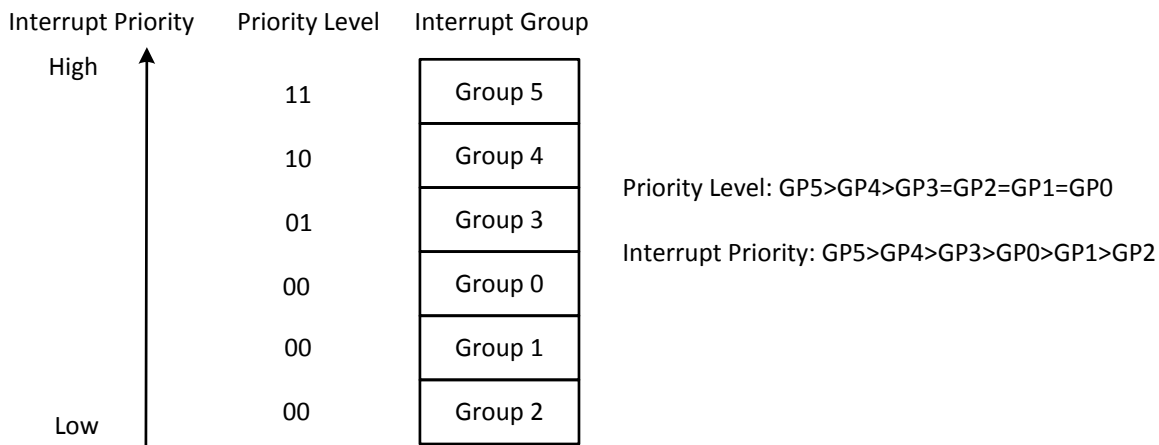 Interrupt Priority Priority Level Interrupt Group
High
11 Group 5
10 Group 4
Priority Level: GP5>GP4>GP3=GP2=GP1=GP0
01 Group 3
Interrupt Priority: GP5>GP4>GP3>GP0>GP1>GP2
00 Group 0
00 Group 1
00 Group 2
Low